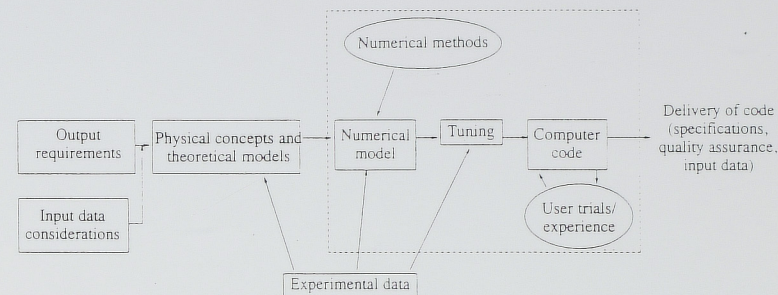 Numerical methods
Output
requirements
Physical concepts and
theoretical models
Numerical
model
Tuning
Computer
code
Delivery of code
(specifications,
quality assurance,
input data)
Input data
considerations
User trials/
experience
Experimental data